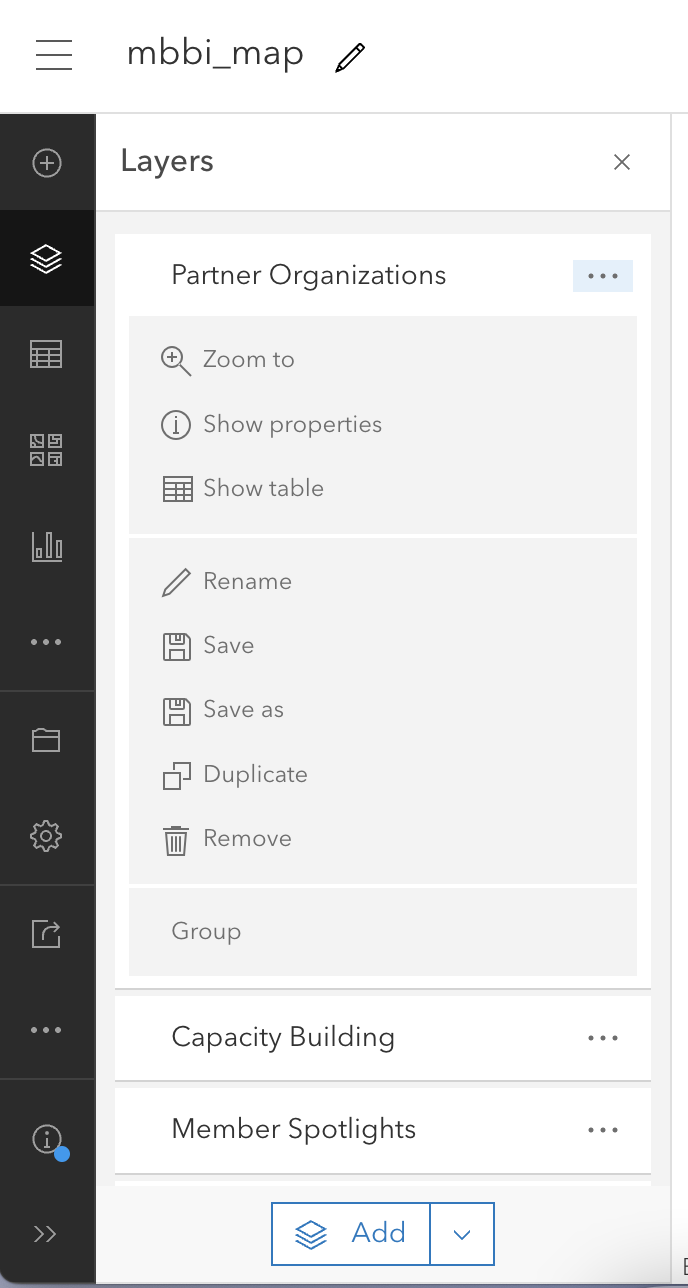 mbbi_map
Layers
Partner Organizations
Zoom to
Show properties
Show table
Rename
Save
Save as
Duplicate
Remove
Group
Capacity Building
Member Spotlights
Add